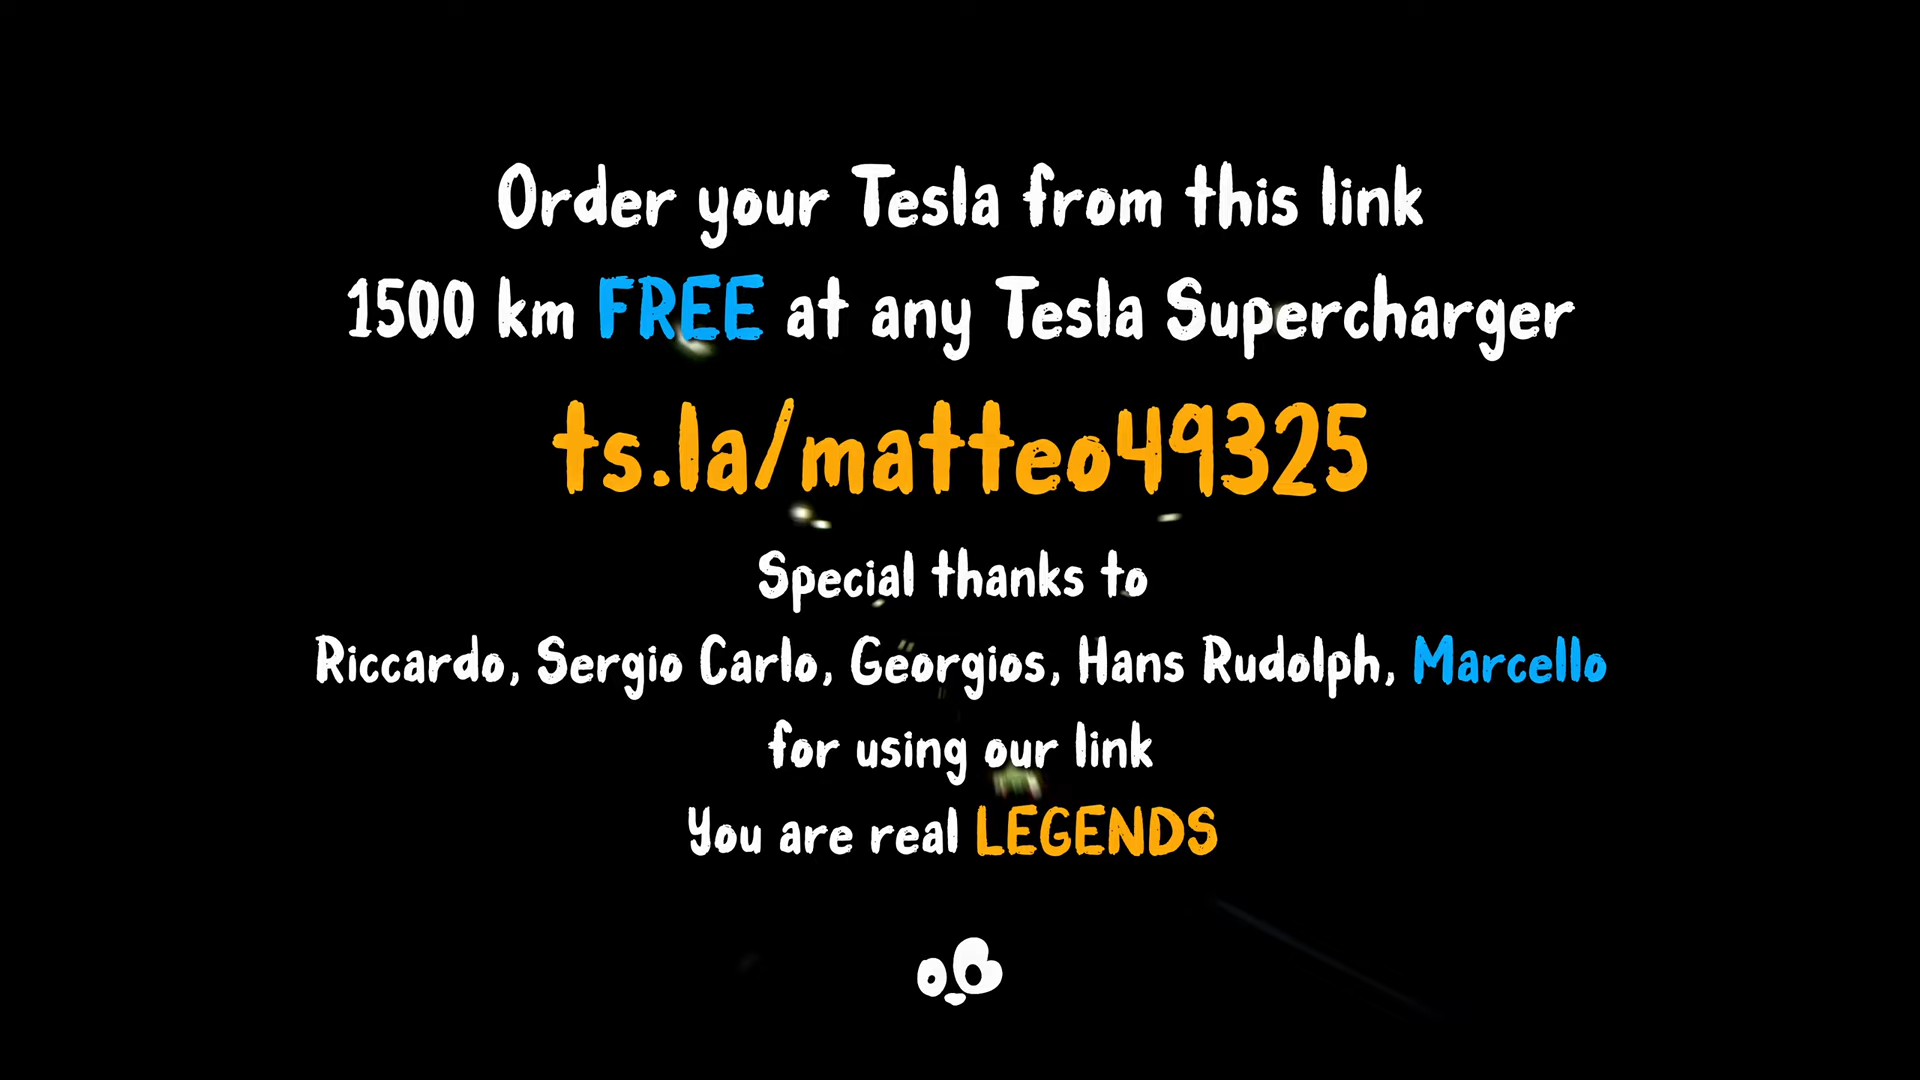 Order your Tesla from this link
1500 km FREE at any Tesla Supercharger
ts.la/matteo49325
Special thanks to
Riccardo, Sergio Carlo, Georgios, Hans Rudolph, Marcello
for using our link
You are real LEGENDS